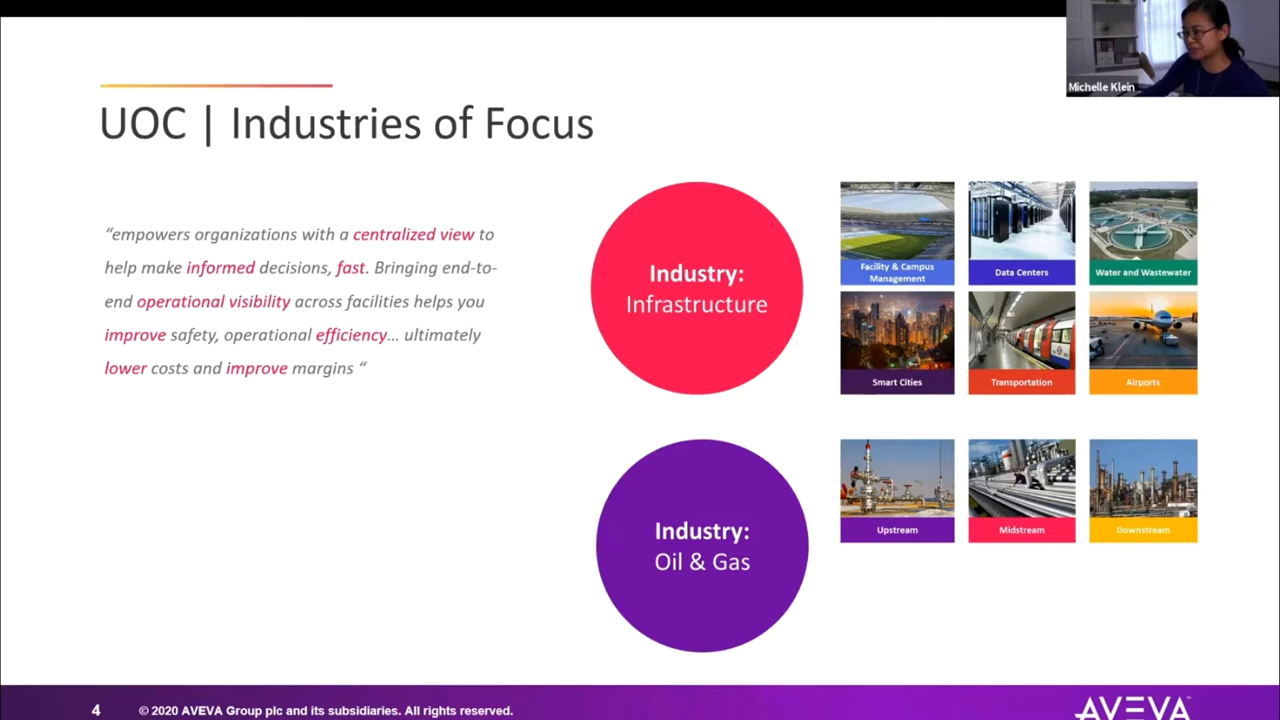 Michelle Klein
UOC | Industries of Focus
“empowers organizations with a centralized view to
help make informed decisions, fast. Bringing end-to-
end operational visibility across facilities helps you
improve safety, operational efficiency… ultimately
lower costs and improve margins “
Industry:
Infrastructure
Facility & Campus
Management
Data Centers
Water and Wastewater
Smart Cities
Transportation
Airports
Industry:
Oil & Gas
Upstream
Midstream
Downstream
4
© 2020 AVEVA Group plc and its subsidiaries. All rights reserved.
AVEVA™